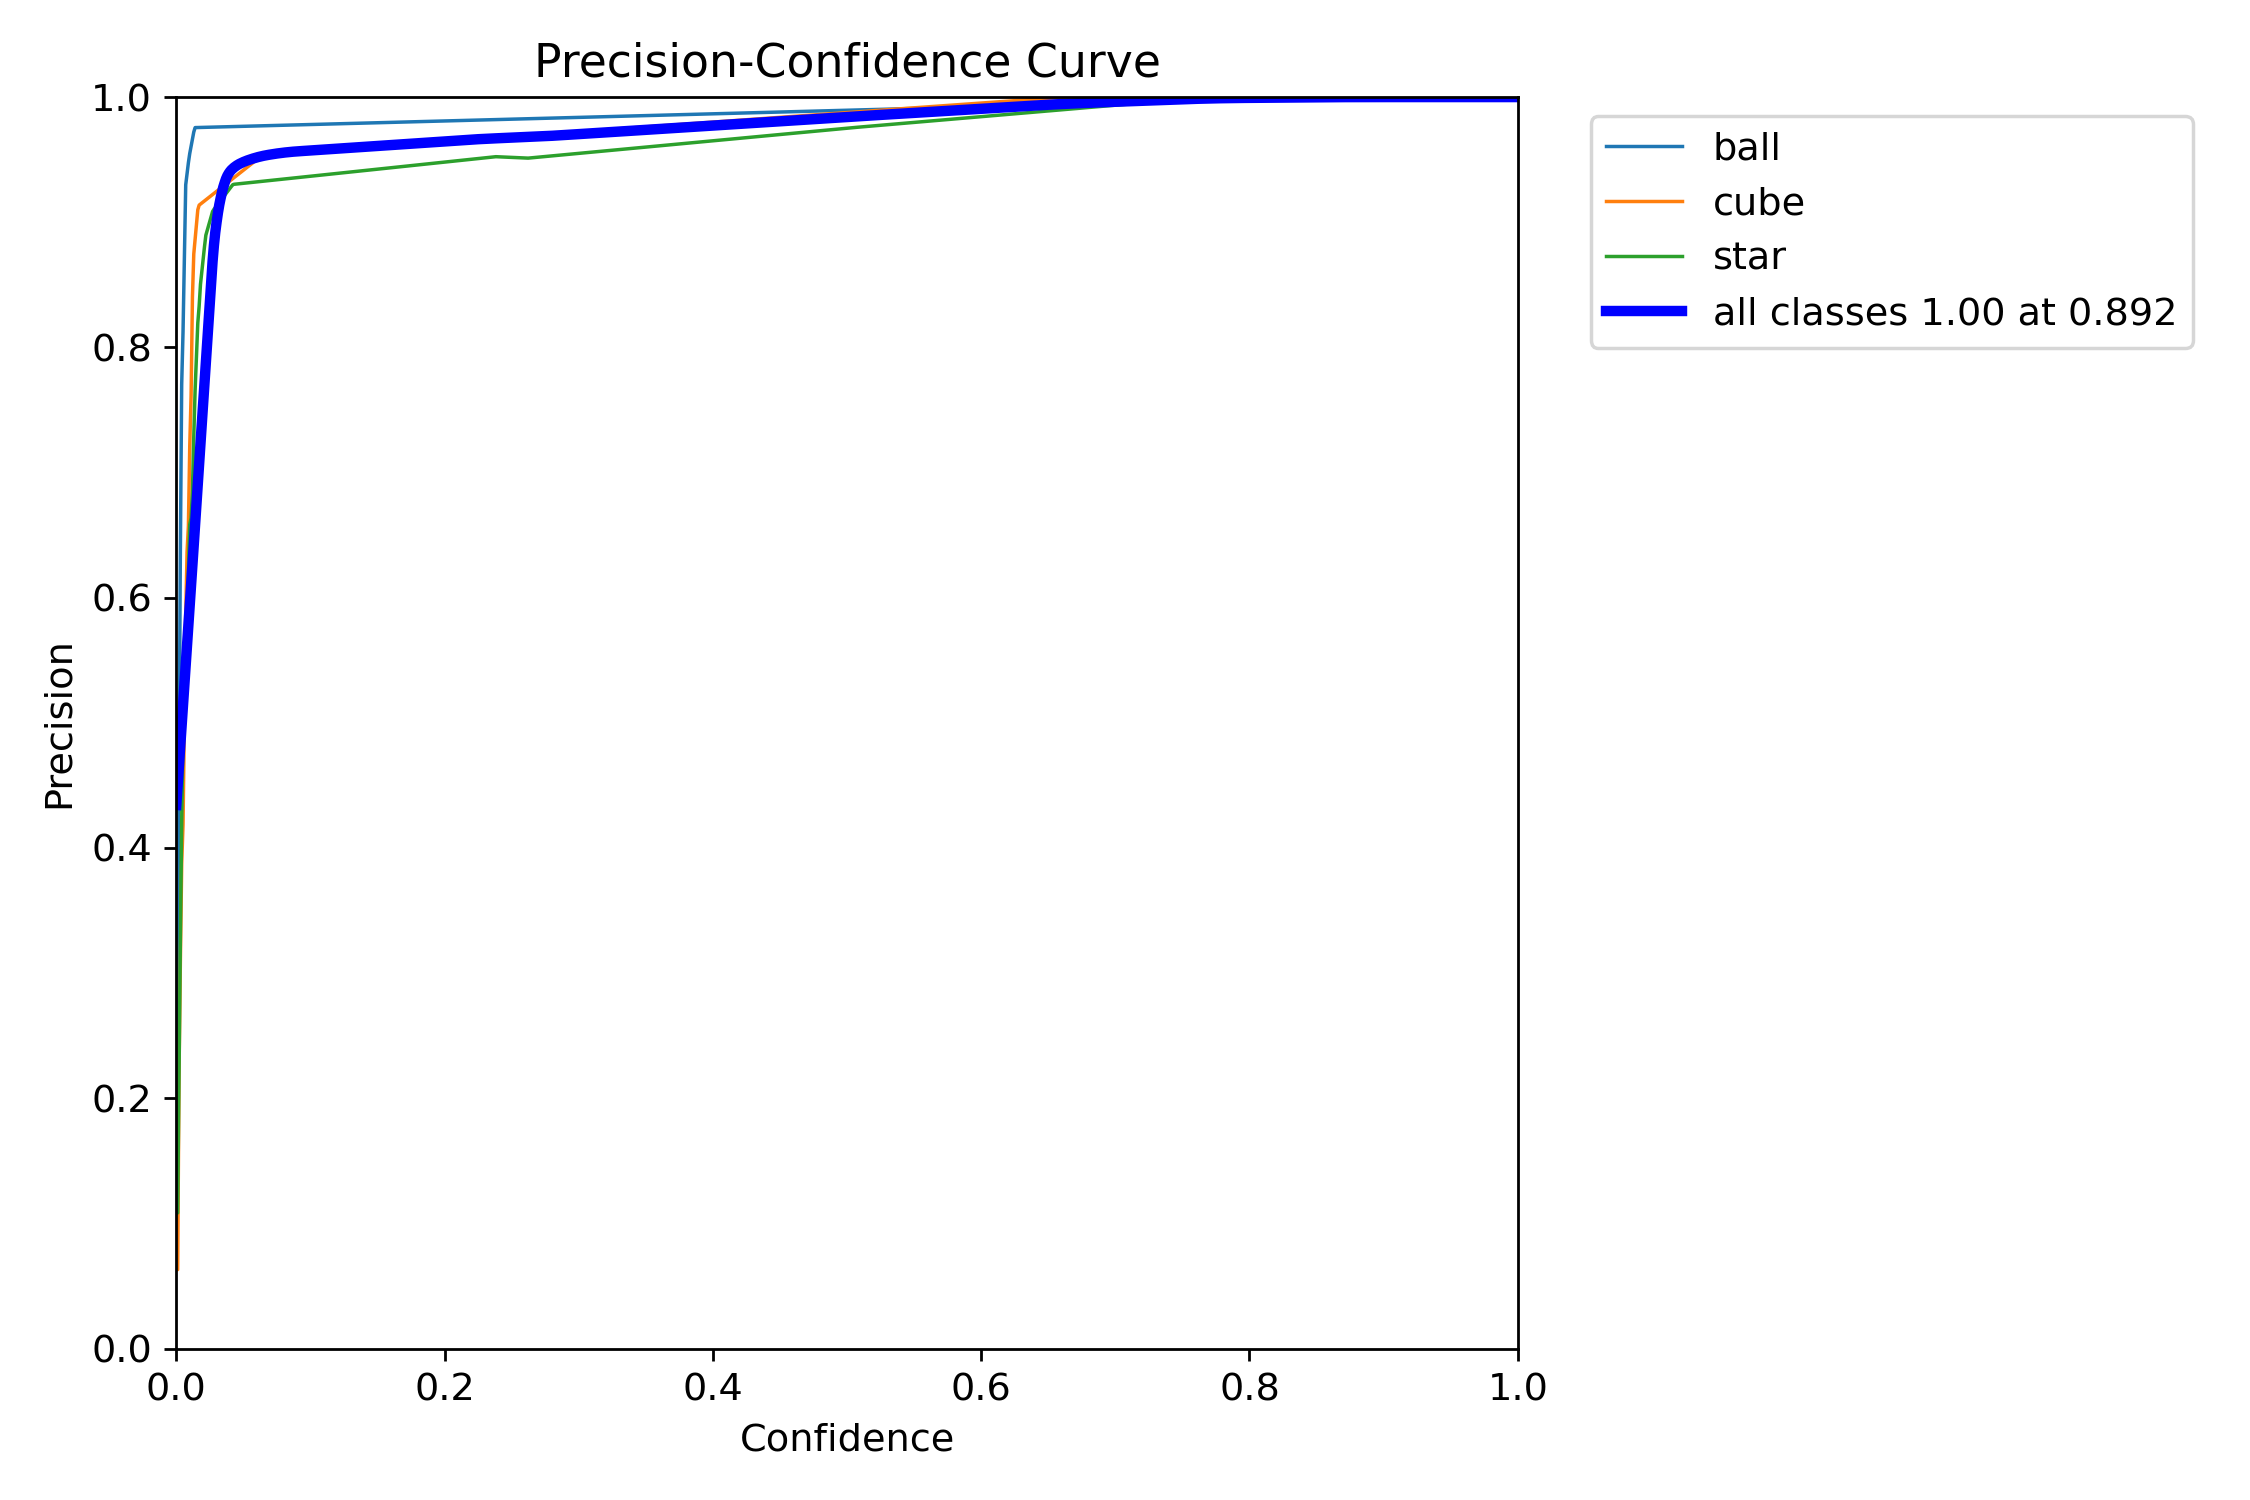 Precision-Confidence Curve
1.0
0.8
0.6
0.4
0.2
0.0
Precision
0.0 0.2 0.4 0.6 0.8 1.0
Confidence
ball
cube
star
all classes 1.00 at 0.892